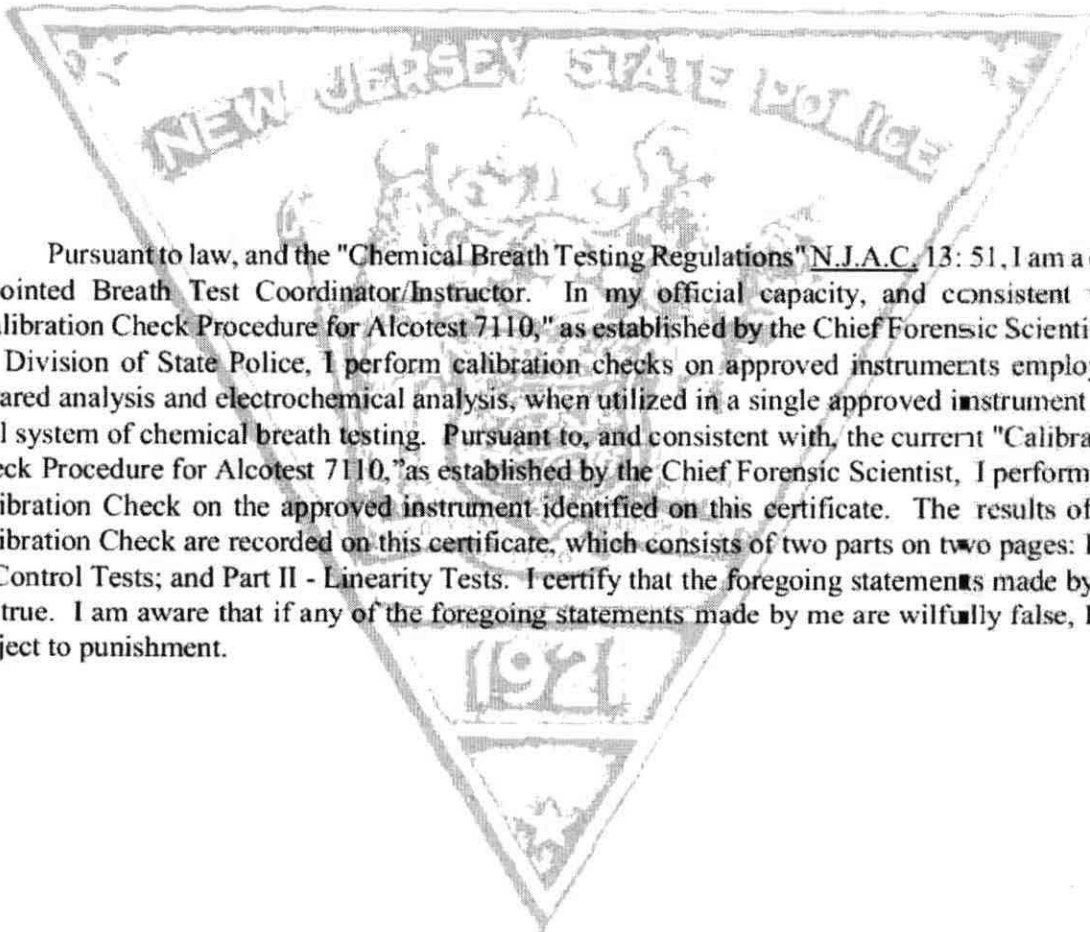 NEW JERSEY STATE POLICE
Pursuant to law, and the "Chemical Breath Testing Regulations" N.J.A.C. 13: 51, I am a
ointed Breath Test Coordinator/Instructor. In my official capacity, and consistent
libration Check Procedure for Alcotest 7110," as established by the Chief Forensic Scienti
Division of State Police, I perform calibration checks on approved instruments emplo
ared analysis and electrochemical analysis, when utilized in a single approved instrument
l system of chemical breath testing. Pursuant to, and consistent with, the current "Calibra
eck Procedure for Alcotest 7110,"as established by the Chief Forensic Scientist, I perform
ibration Check on the approved instrument identified on this certificate. The results of
ibration Check are recorded on this certificate, which consists of two parts on two pages:
Control Tests; and Part II - Linearity Tests. I certify that the foregoing statements made by
true. I am aware that if any of the foregoing statements made by me are wilfully false, I
ject to punishment.
1921